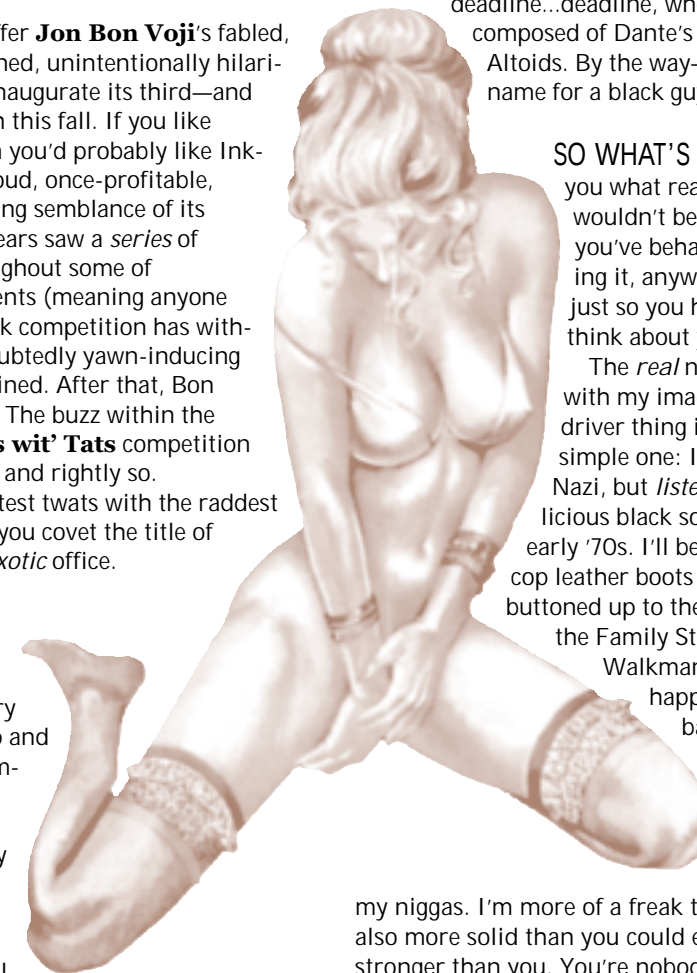 ffer Jon Bon Voji's fabled,
ned, unintentionally hilari-
naugurate its third—and
n this fall. If you like
n you'd probably like Ink-
oud, once-profitable,
ng semblance of its
ears saw a series of
ghout some of
ents (meaning anyone
k competition has with-
ubtedly yawn-inducing
ined. After that, Bon
The buzz within the
s wit' Tats competition
and rightly so.
test twats with the raddest
you covet the title of
xotic office.
ry
o and
m-
y
deadline...deadline, wh
composed of Dante's
Altoids. By the way-
name for a black gu
SO WHAT'S
you what rea
wouldn't be
you've beha
ing it, anyw
just so you h
think about
The real n
with my ima
driver thing i
simple one: I
Nazi, but liste
licious black so
early '70s. I'll be
cop leather boots
buttoned up to the
the Family St
Walkman
happ
ba
my niggas. I'm more of a freak t
also more solid than you could e
stronger than you. You're nobod